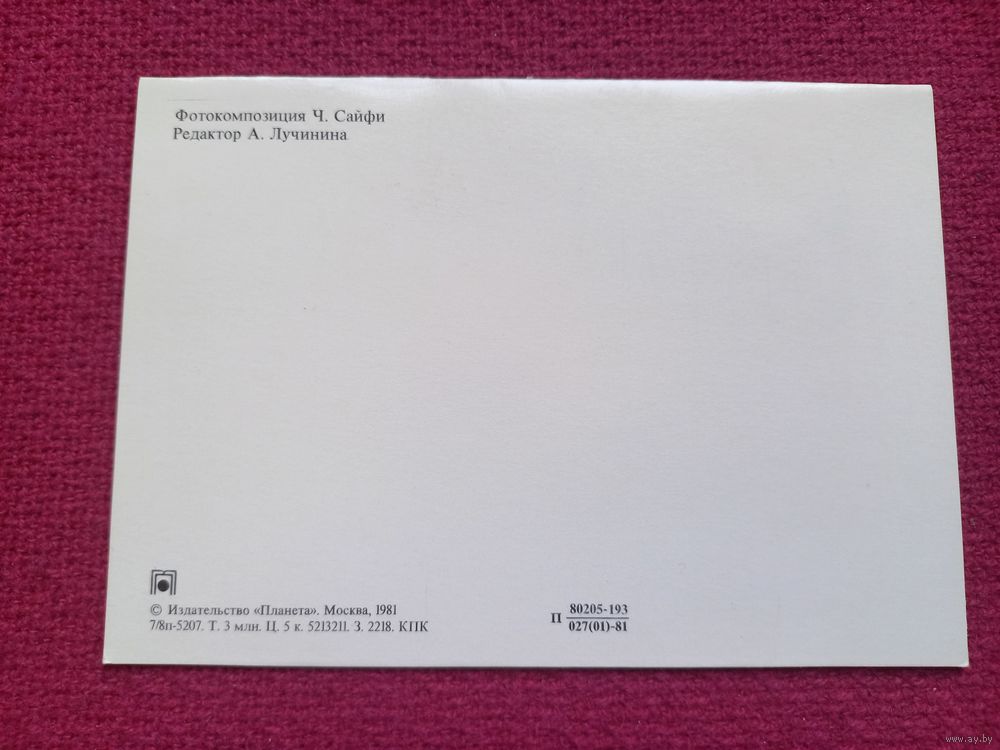 Фотокомпозиция Ч. Сайфи
Редактор А. Лучинина
© Издательство «Планета». Москва, 1981
7/8п-5207. Т. 3 млн. Ц. 5 к. 5213211. З. 2218. КПК
П 80205-193
027(01)-81
www.ay.by